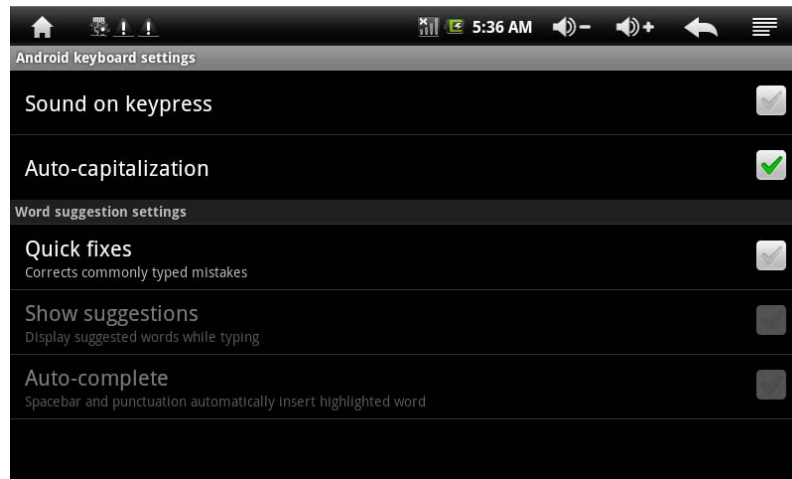 5:36 AM
Android keyboard settings
Sound on keypress
Auto-capitalization
Word suggestion settings
Quick fixes
Corrects commonly typed mistakes
Show suggestions
Display suggested words while typing
Auto-complete
Spacebar and punctuation automatically insert highlighted word